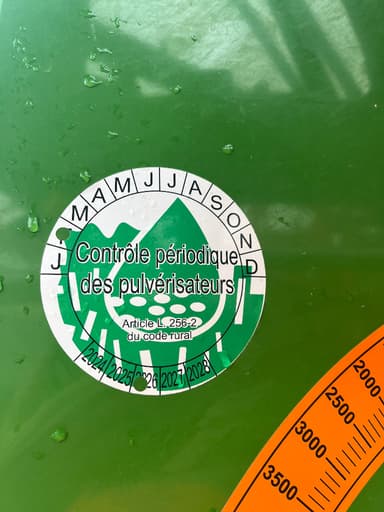 J M A M J J A S O N D
Contrôle périodique
des pulvérisateurs
Article L. 256-2
du code rural
2024 2025 2026 2027 2028
2000
2500
3000
3500